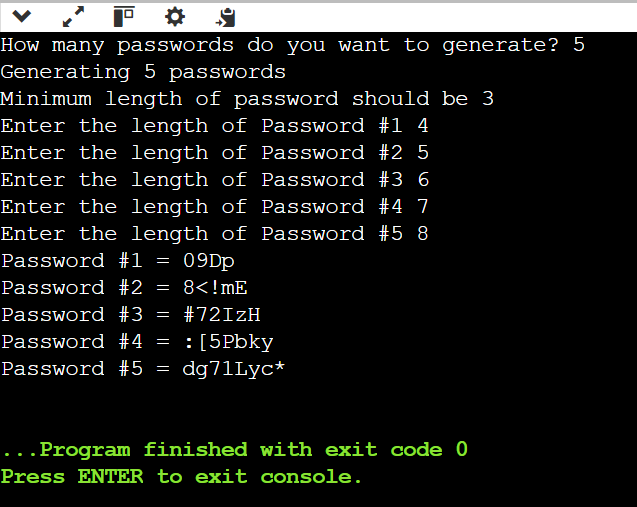 How many passwords do you want to generate? 5
Generating 5 passwords
Minimum length of password should be 3
Enter the length of Password #1 4
Enter the length of Password #2 5
Enter the length of Password #3 6
Enter the length of Password #4 7
Enter the length of Password #5 8
Password #1 = 09Dp
Password #2 = 8<!mE
Password #3 = #72IzH
Password #4 = :[5Pbky
Password #5 = dg71Lyc*
...Program finished with exit code 0
Press ENTER to exit console.